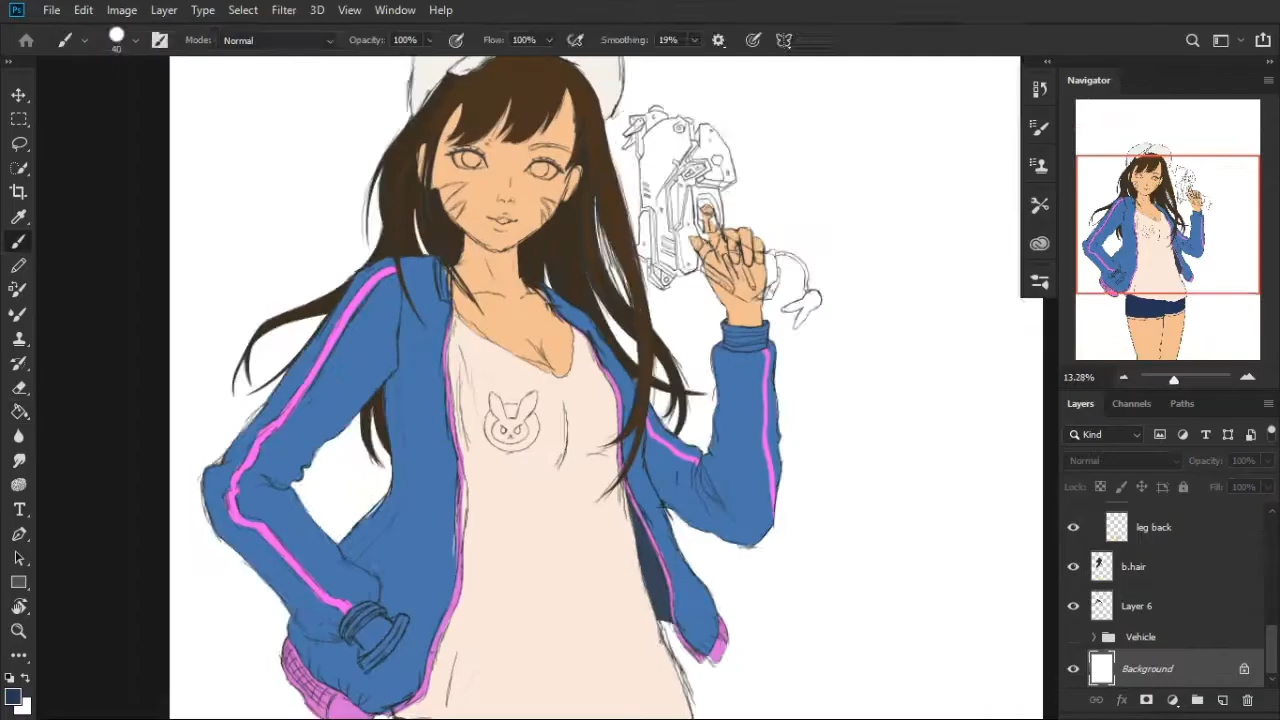 Ps File Edit Image Layer Type Select Filter 3D View Window Help
40 Mode: Normal Opacity: 100% Flow: 100% Smoothing: 19%
Navigator
13.28%
Layers Channels Paths
Kind
Normal Opacity: 100%
Lock: Fill: 100%
leg back
b.hair
Layer 6
Vehicle
Background